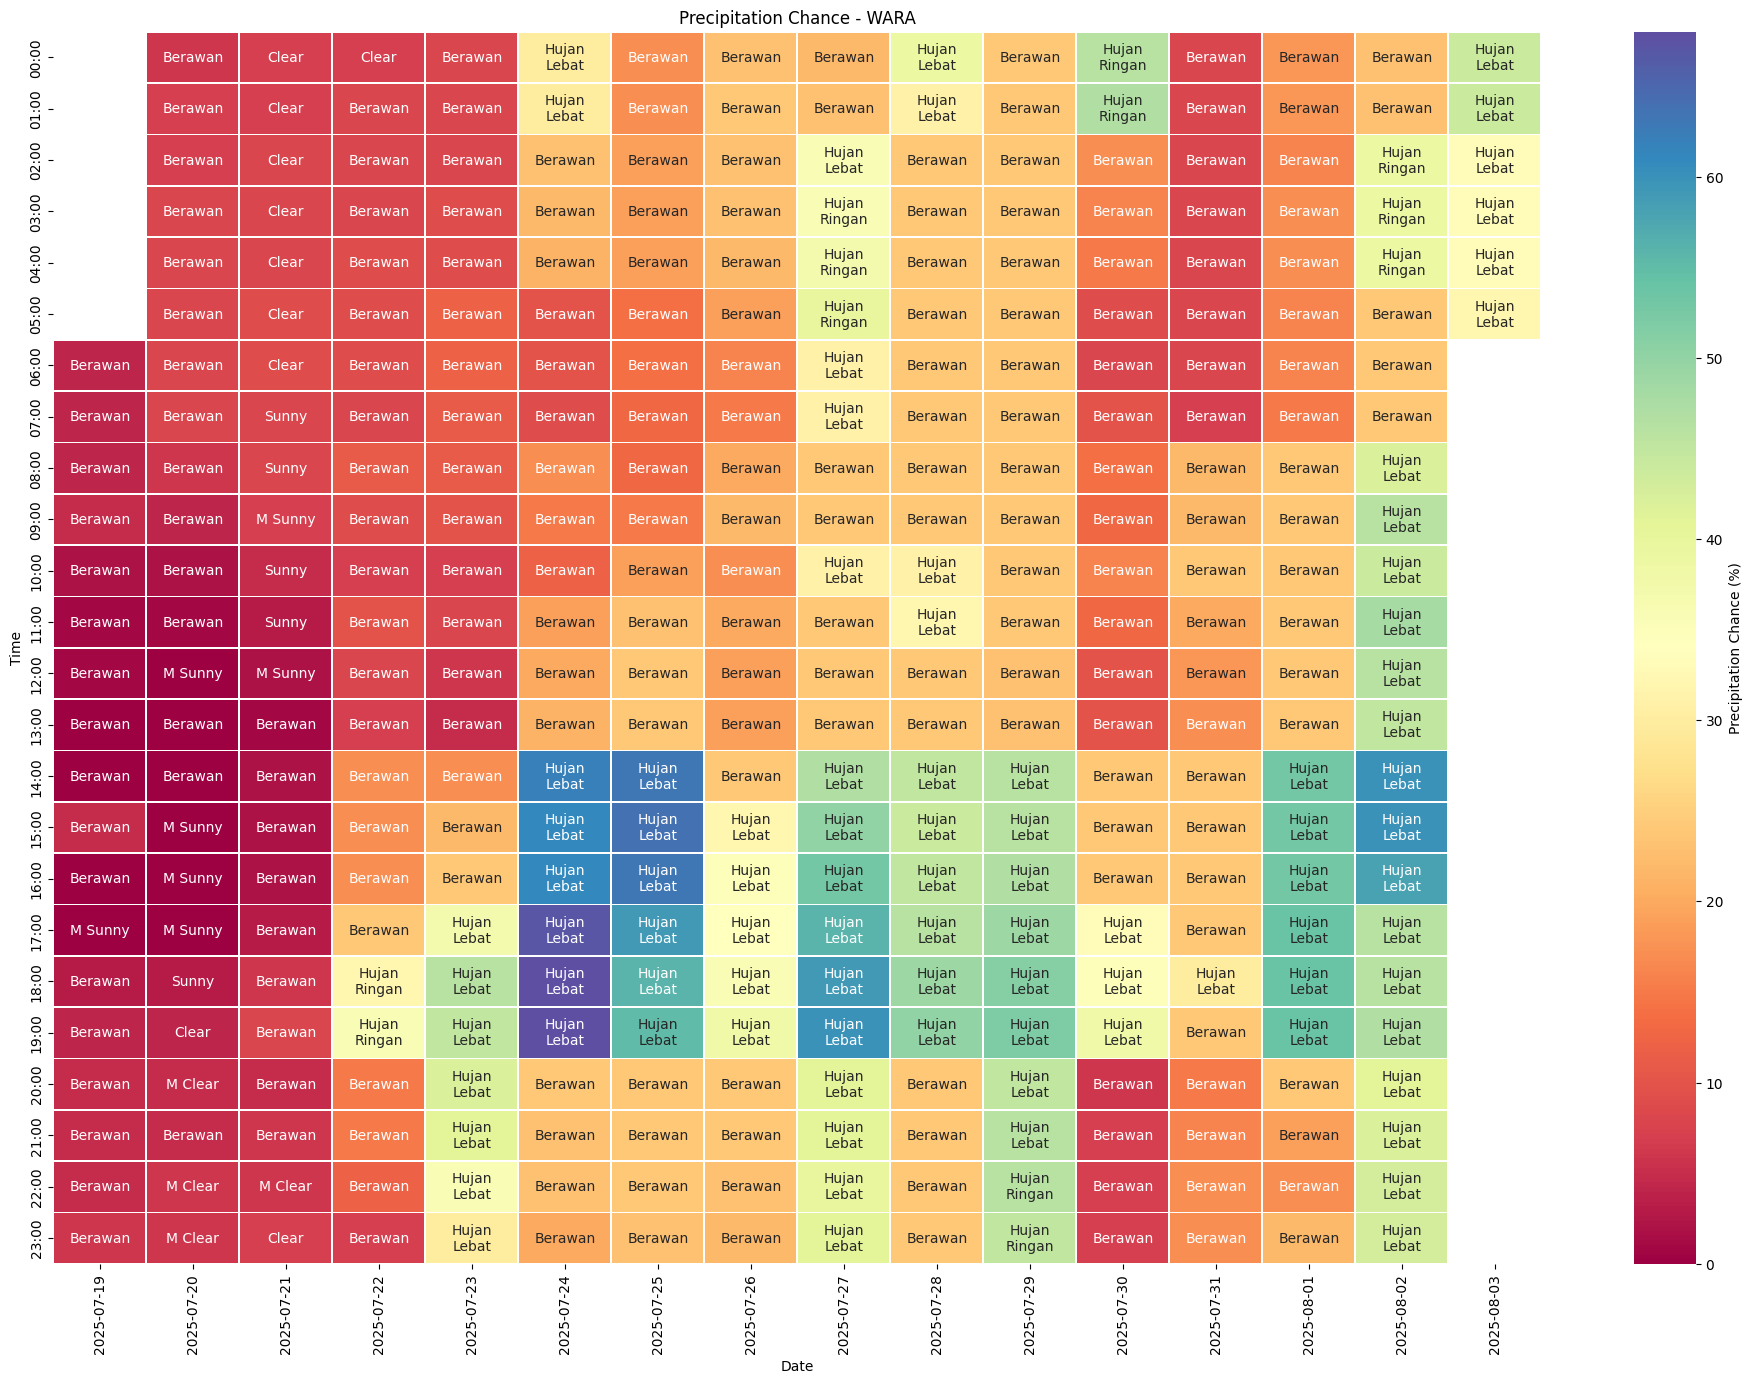 Precipitation Chance - WARA
00:00 Berawan Clear Clear Berawan Hujan Lebat Berawan Berawan Berawan Hujan Lebat Berawan Hujan Ringan Berawan Berawan Berawan Hujan Lebat
01:00 Berawan Clear Berawan Berawan Hujan Lebat Berawan Berawan Berawan Hujan Lebat Berawan Hujan Ringan Berawan Berawan Berawan Hujan Lebat
02:00 Berawan Clear Berawan Berawan Berawan Berawan Berawan Hujan Lebat Berawan Berawan Berawan Berawan Berawan Hujan Ringan Hujan Lebat
03:00 Berawan Clear Berawan Berawan Berawan Berawan Berawan Hujan Ringan Berawan Berawan Berawan Berawan Berawan Hujan Ringan Hujan Lebat
04:00 Berawan Clear Berawan Berawan Berawan Berawan Berawan Hujan Ringan Berawan Berawan Berawan Berawan Berawan Hujan Ringan Hujan Lebat
05:00 Berawan Clear Berawan Berawan Berawan Berawan Berawan Hujan Ringan Berawan Berawan Berawan Berawan Berawan Berawan Hujan Lebat
06:00 Berawan Berawan Clear Berawan Berawan Berawan Berawan Berawan Hujan Lebat Berawan Berawan Berawan Berawan Berawan Berawan
07:00 Berawan Berawan Sunny Berawan Berawan Berawan Berawan Berawan Hujan Lebat Berawan Berawan Berawan Berawan Berawan Berawan
08:00 Berawan Berawan Sunny Berawan Berawan Berawan Berawan Berawan Berawan Berawan Berawan Berawan Berawan Berawan Hujan Lebat
09:00 Berawan Berawan M Sunny Berawan Berawan Berawan Berawan Berawan Berawan Berawan Berawan Berawan Berawan Berawan Hujan Lebat
10:00 Berawan Berawan Sunny Berawan Berawan Berawan Berawan Berawan Hujan Lebat Hujan Lebat Berawan Berawan Berawan Berawan Hujan Lebat
11:00 Berawan Berawan Sunny Berawan Berawan Berawan Berawan Berawan Berawan Hujan Lebat Berawan Berawan Berawan Berawan Hujan Lebat
12:00 Berawan M Sunny M Sunny Berawan Berawan Berawan Berawan Berawan Berawan Berawan Berawan Berawan Berawan Berawan Hujan Lebat
13:00 Berawan Berawan Berawan Berawan Berawan Berawan Berawan Berawan Berawan Berawan Berawan Berawan Berawan Berawan Hujan Lebat
14:00 Berawan Berawan Berawan Berawan Berawan Hujan Lebat Hujan Lebat Berawan Hujan Lebat Hujan Lebat Hujan Lebat Berawan Berawan Hujan Lebat Hujan Lebat
15:00 Berawan M Sunny Berawan Berawan Berawan Hujan Lebat Hujan Lebat Hujan Lebat Hujan Lebat Hujan Lebat Hujan Lebat Berawan Berawan Hujan Lebat Hujan Lebat
16:00 Berawan M Sunny Berawan Berawan Berawan Hujan Lebat Hujan Lebat Hujan Lebat Hujan Lebat Hujan Lebat Hujan Lebat Berawan Berawan Hujan Lebat Hujan Lebat
17:00 M Sunny M Sunny Berawan Berawan Hujan Lebat Hujan Lebat Hujan Lebat Hujan Lebat Hujan Lebat Hujan Lebat Hujan Lebat Hujan Lebat Berawan Hujan Lebat Hujan Lebat
18:00 Berawan Sunny Berawan Hujan Ringan Hujan Lebat Hujan Lebat Hujan Lebat Hujan Lebat Hujan Lebat Hujan Lebat Hujan Lebat Hujan Lebat Hujan Lebat Hujan Lebat Hujan Lebat
19:00 Berawan Clear Berawan Hujan Ringan Hujan Lebat Hujan Lebat Hujan Lebat Hujan Lebat Hujan Lebat Hujan Lebat Hujan Lebat Hujan Lebat Berawan Hujan Lebat Hujan Lebat
20:00 Berawan M Clear Berawan Berawan Hujan Lebat Berawan Berawan Berawan Hujan Lebat Berawan Hujan Lebat Berawan Berawan Berawan Hujan Lebat
21:00 Berawan Berawan Berawan Berawan Hujan Lebat Berawan Berawan Berawan Hujan Lebat Berawan Hujan Lebat Berawan Berawan Berawan Hujan Lebat
22:00 Berawan M Clear M Clear Berawan Hujan Lebat Berawan Berawan Berawan Hujan Lebat Berawan Hujan Ringan Berawan Berawan Berawan Hujan Lebat
23:00 Berawan M Clear Clear Berawan Hujan Lebat Berawan Berawan Berawan Hujan Lebat Berawan Hujan Ringan Berawan Berawan Berawan Hujan Lebat
Time
2025-07-19 2025-07-20 2025-07-21 2025-07-22 2025-07-23 2025-07-24 2025-07-25 2025-07-26 2025-07-27 2025-07-28 2025-07-29 2025-07-30 2025-07-31 2025-08-01 2025-08-02 2025-08-03
Date
60
50
40
30
20
10
0
Precipitation Chance (%)